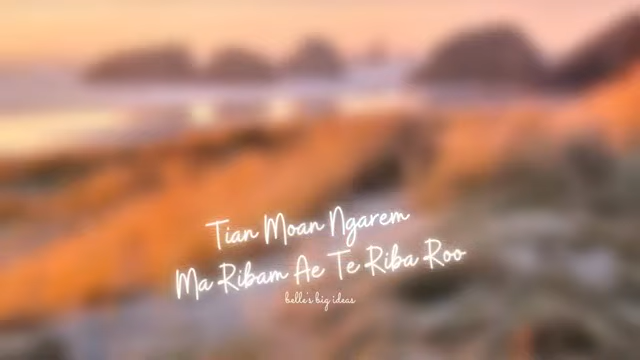 Tian Moan Ngarem
Ma Ribam Ae Te Riba Roo
belle's big ideas